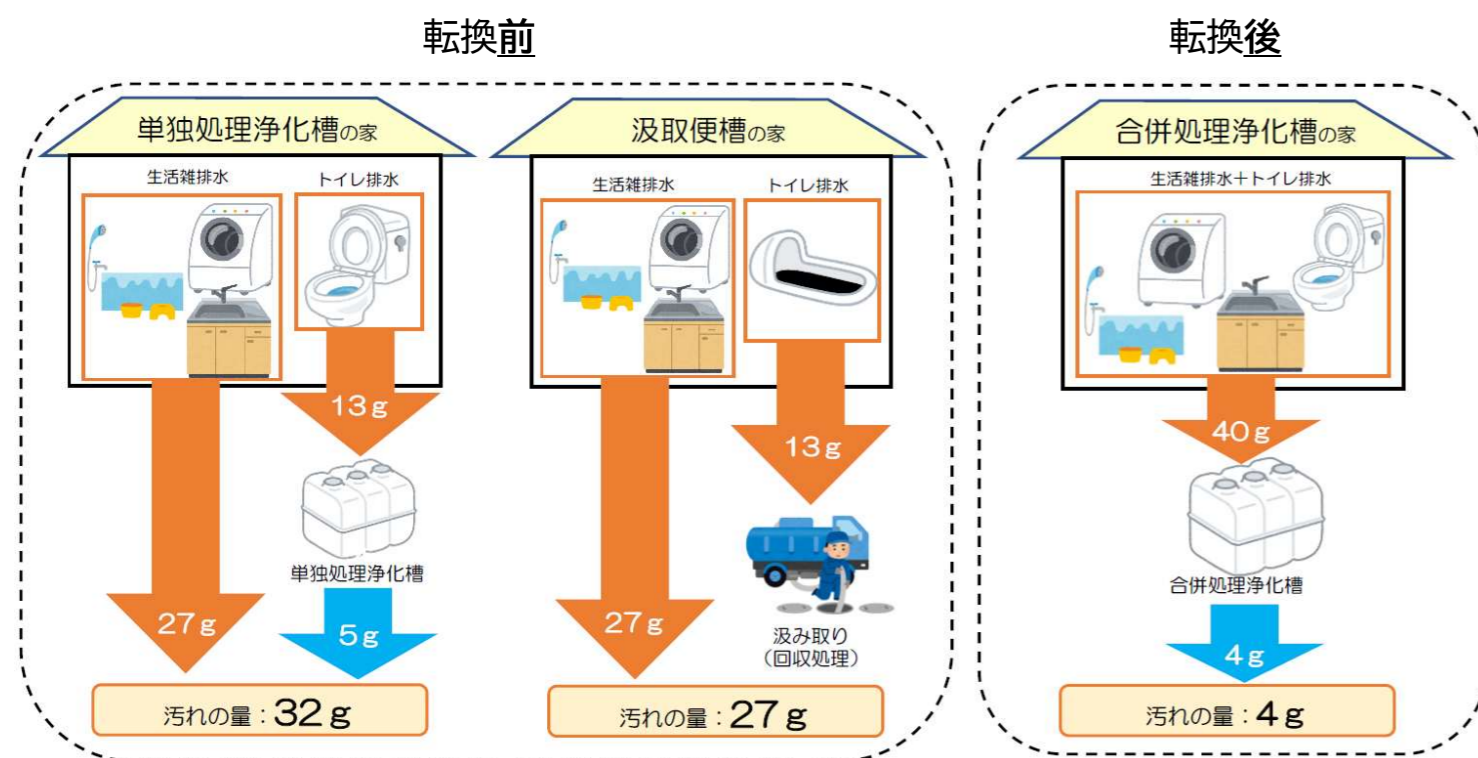 転換前
単独処理浄化槽の家
生活雑排水
トイレ排水
13g
単独処理浄化槽
27g
5g
汚れの量：32g
汲取便槽の家
生活雑排水
トイレ排水
13g
27g
汲み取り
（回収処理）
汚れの量：27g
転換後
合併処理浄化槽の家
生活雑排水＋トイレ排水
40g
合併処理浄化槽
4g
汚れの量：4g